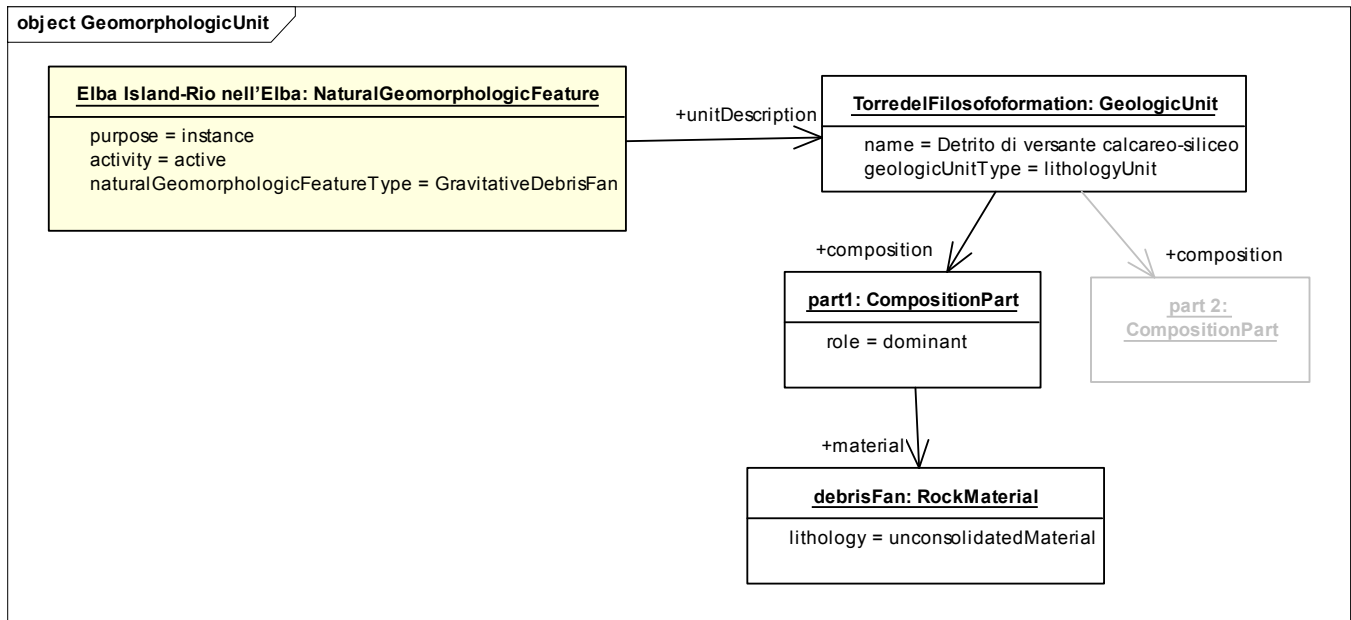 object GeomorphologicUnit
Elba Island-Rio nell'Elba: NaturalGeomorphologicFeature
purpose = instance
activity = active
naturalGeomorphologicFeatureType = GravitativeDebrisFan
+unitDescription
TorredelFilosofoformation: GeologicUnit
name = Detrito di versante calcareo-siliceo
geologicUnitType = lithologyUnit
+composition
+composition
part1: CompositionPart
role = dominant
part 2:
CompositionPart
+material
debrisFan: RockMaterial
lithology = unconsolidatedMaterial